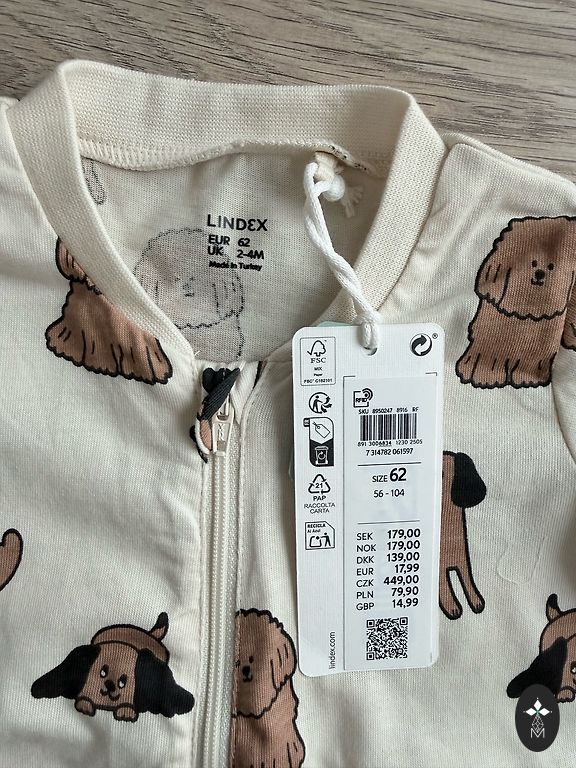 LINDEX
EUR 62
UK 2-4M
Made in Turkey
FSC
MIX
Paper
FSC® C182101
®
RFID
SKU 8950247 8916 RF
891 3006834 1230 2505
7 314782 061597
SIZE 62
56 - 104
21
PAP
RACCOLTA
CARTA
RECICLA
Al Azul
SEK 179,00
NOK 179,00
DKK 139,00
EUR 17,99
CZK 449,00
PLN 79,90
GBP 14,99
lindex.com
M